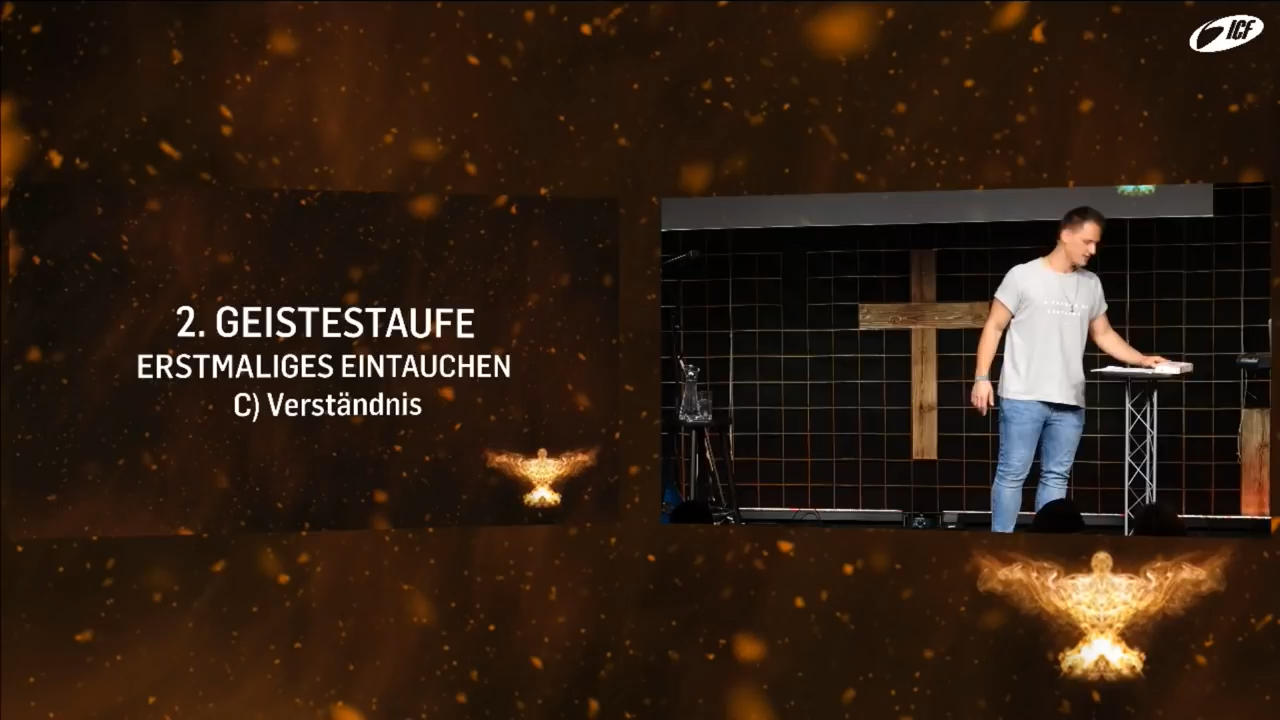 ICF
2. GEISTESTAUFE
ERSTMALIGES EINTAUCHEN
C) Verständnis